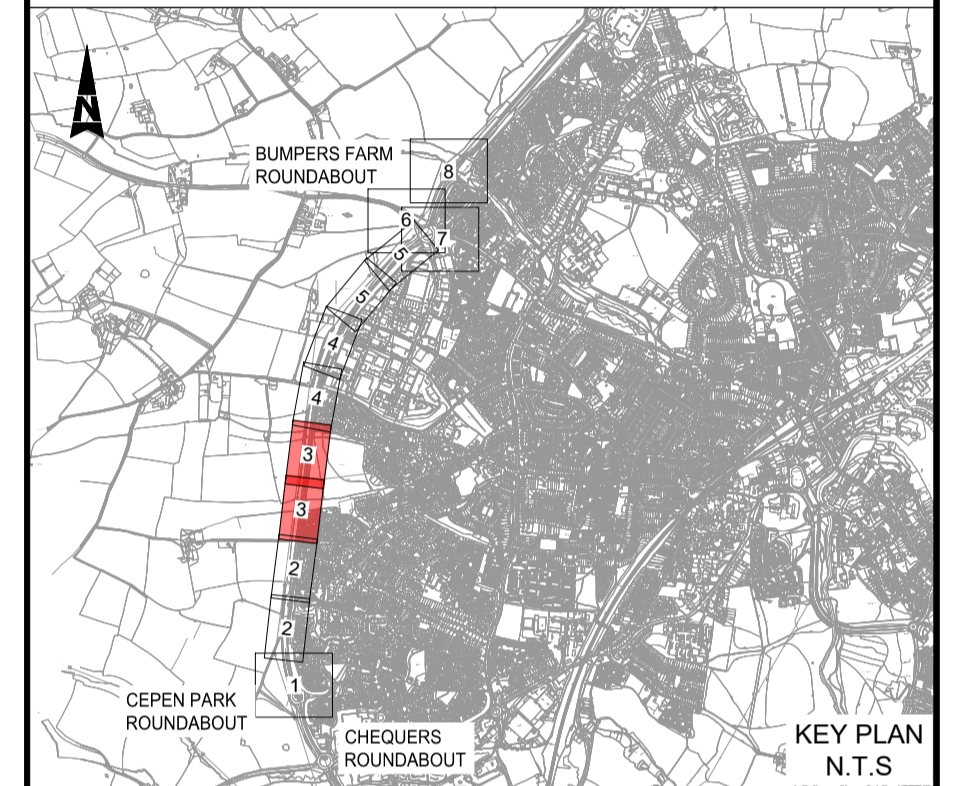 N
BUMPERS FARM
ROUNDABOUT
8
6
7
5
5
4
4
3
3
2
2
1
CEPEN PARK
ROUNDABOUT
CHEQUERS
ROUNDABOUT
KEY PLAN
N.T.S